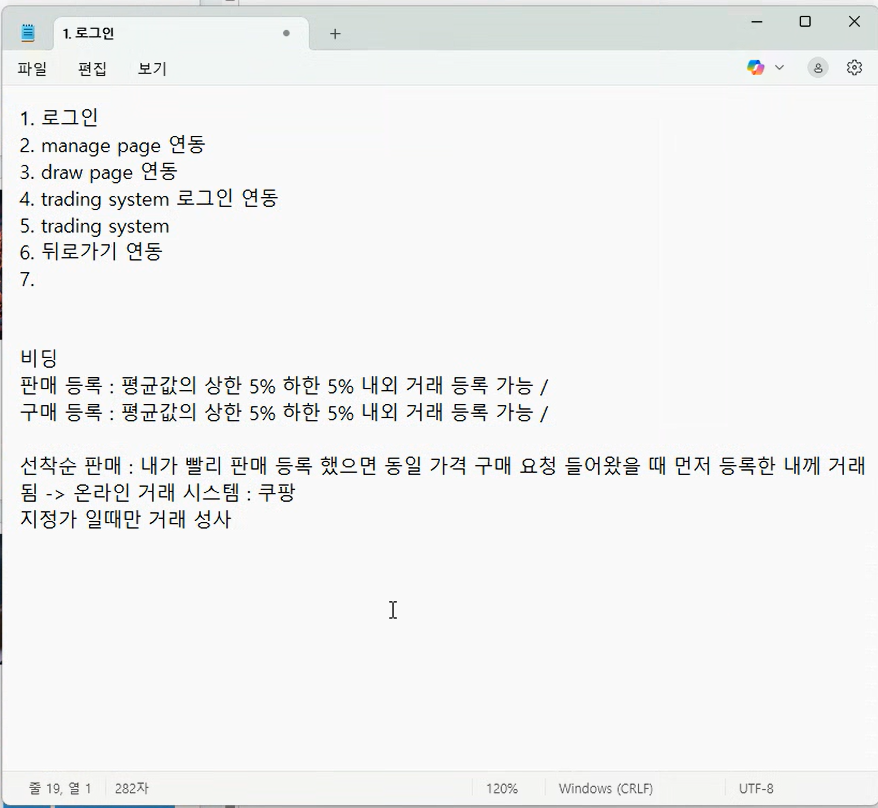 1. 로그인
파일 편집 보기
1. 로그인
2. manage page 연동
3. draw page 연동
4. trading system 로그인 연동
5. trading system
6. 뒤로가기 연동
7.
비딩
판매 등록 : 평균값의 상한 5% 하한 5% 내외 거래 등록 가능 /
구매 등록 : 평균값의 상한 5% 하한 5% 내외 거래 등록 가능 /
선착순 판매 : 내가 빨리 판매 등록 했으면 동일 가격 구매 요청 들어왔을 때 먼저 등록한 내께 거래
됨 -> 온라인 거래 시스템 : 쿠팡
지정가 일때만 거래 성사
줄 19, 열 1 282자 120% Windows (CRLF) UTF-8